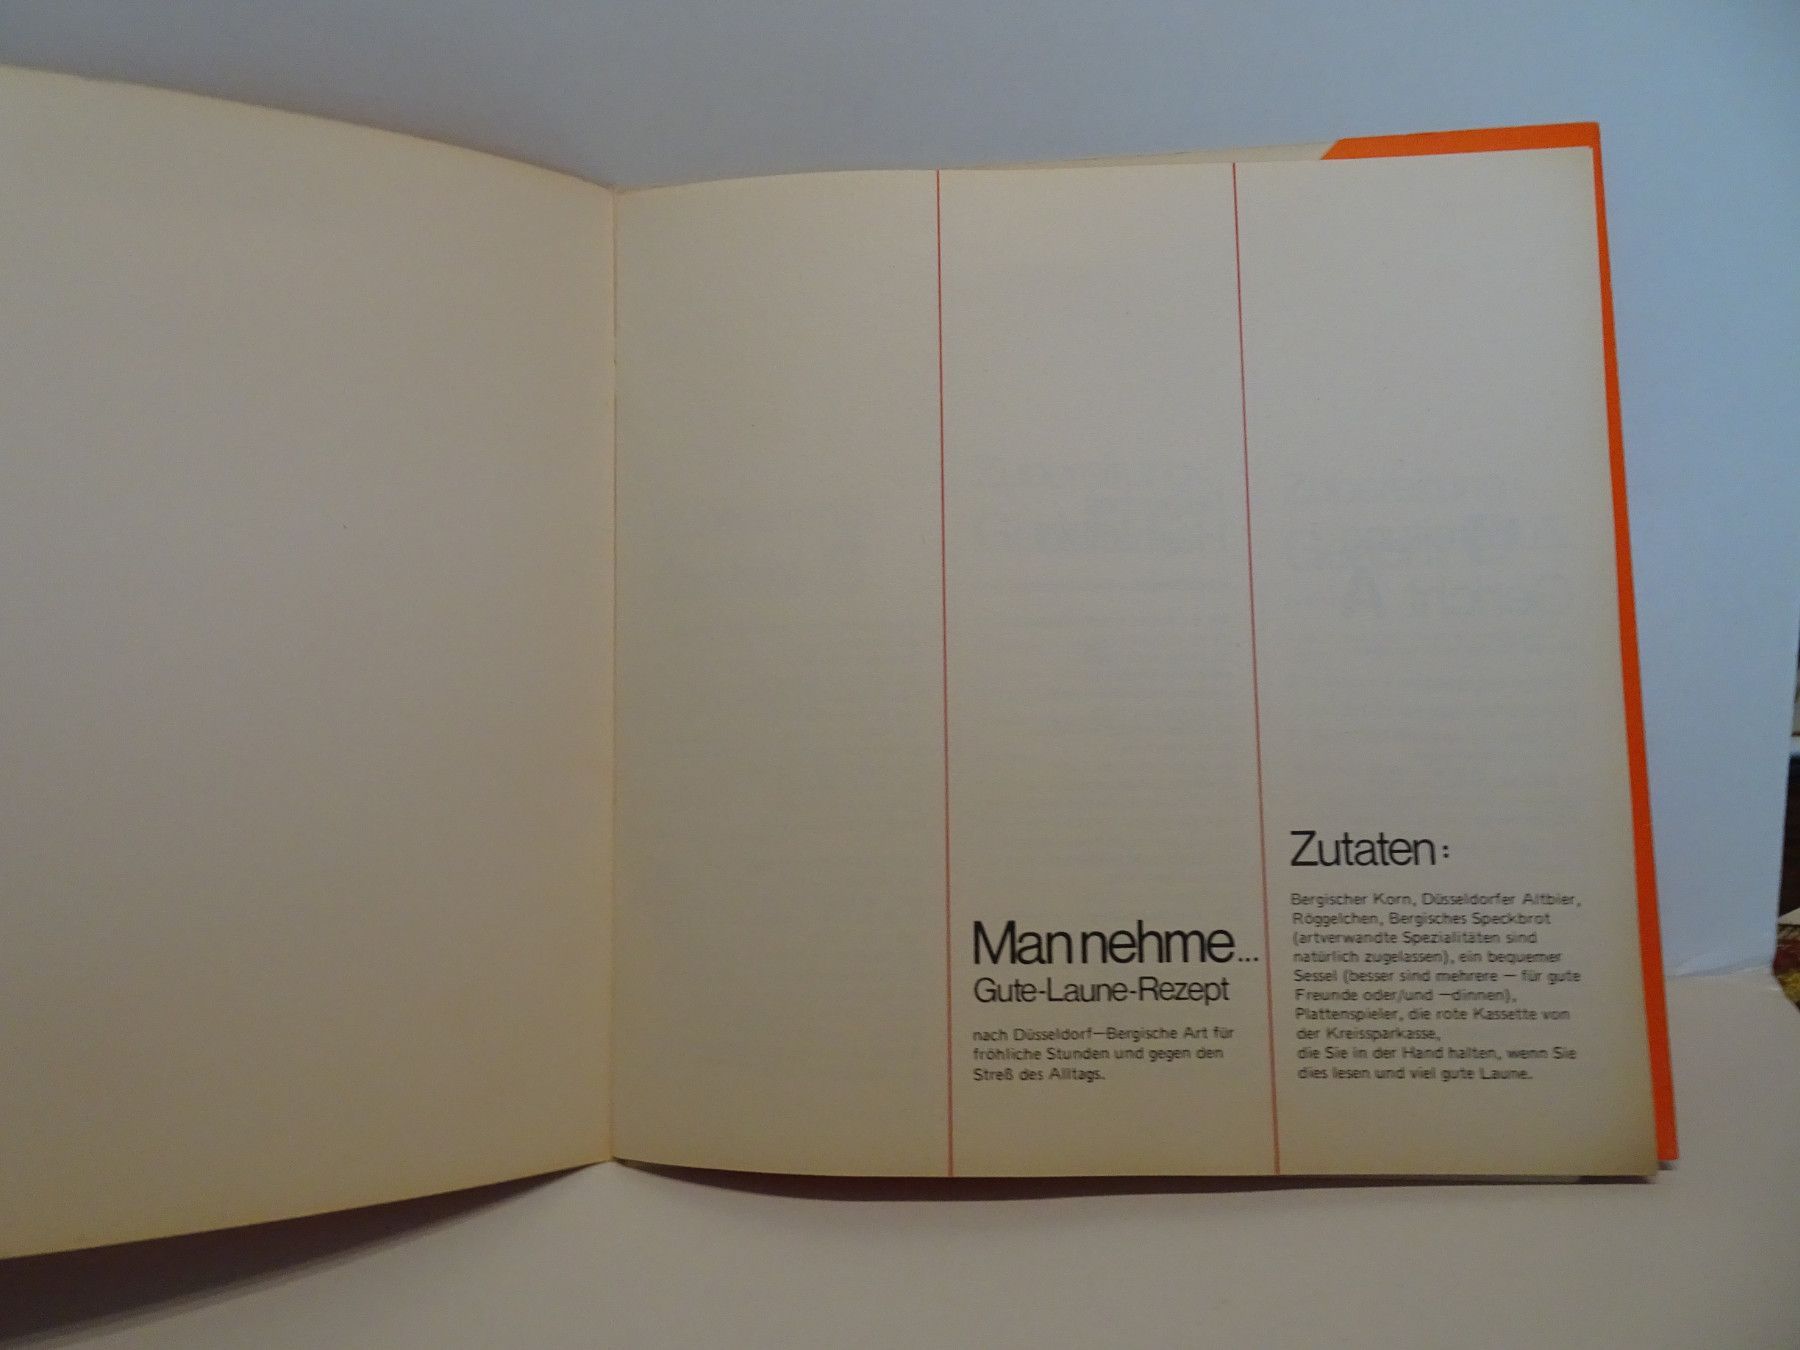 Man nehme...
Gute-Laune-Rezept
nach Düsseldorf—Bergische Art für
fröhliche Stunden und gegen den
Streß des Alltags.
Zutaten:
Bergischer Korn, Düsseldorfer Altbier,
Röggelchen, Bergisches Speckbrot
(artverwandte Spezialitäten sind
natürlich zugelassen), ein bequemer
Sessel (besser sind mehrere — für gute
Freunde oder/und —dinnen),
Plattenspieler, die rote Kassette von
der Kreissparkasse,
die Sie in der Hand halten, wenn Sie
dies lesen und viel gute Laune.